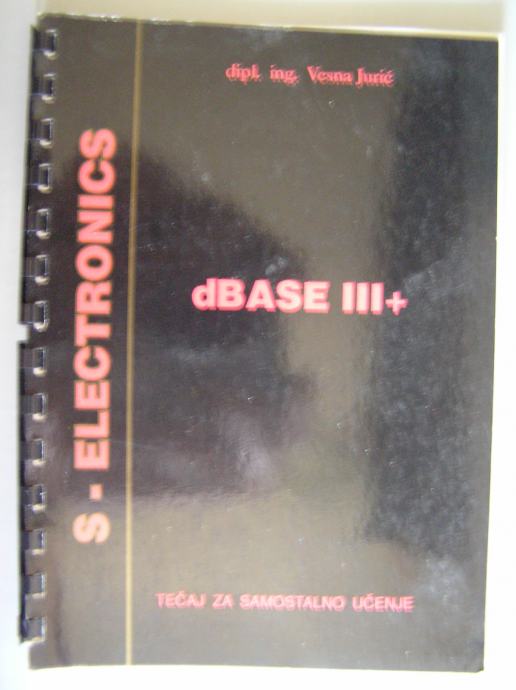 dipl. ing. Vesna Jurić
S - ELECTRONICS
dBASE III+
TEČAJ ZA SAMOSTALNO UČENJE